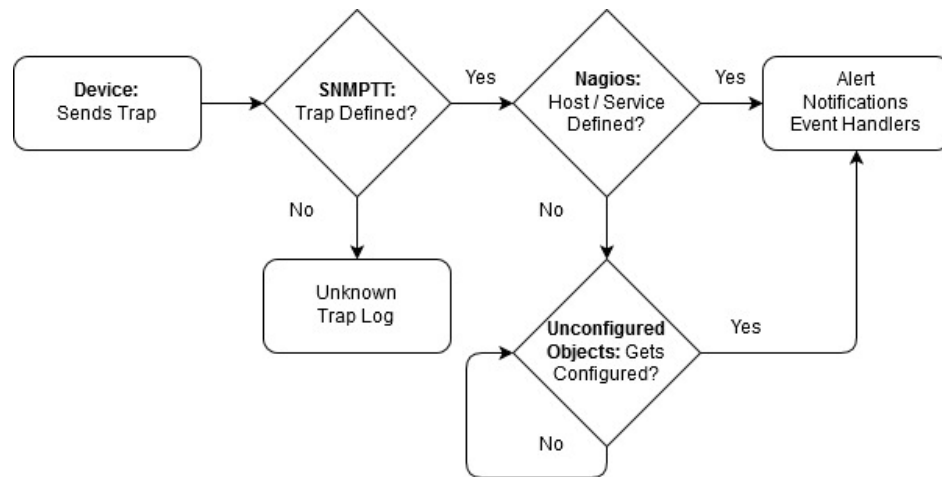 Device:
Sends Trap
SNMPTT:
Trap Defined?
Yes
Nagios:
Host / Service
Defined?
Yes
Alert
Notifications
Event Handlers
No
No
Unknown
Trap Log
Unconfigured
Objects: Gets
Configured?
Yes
No